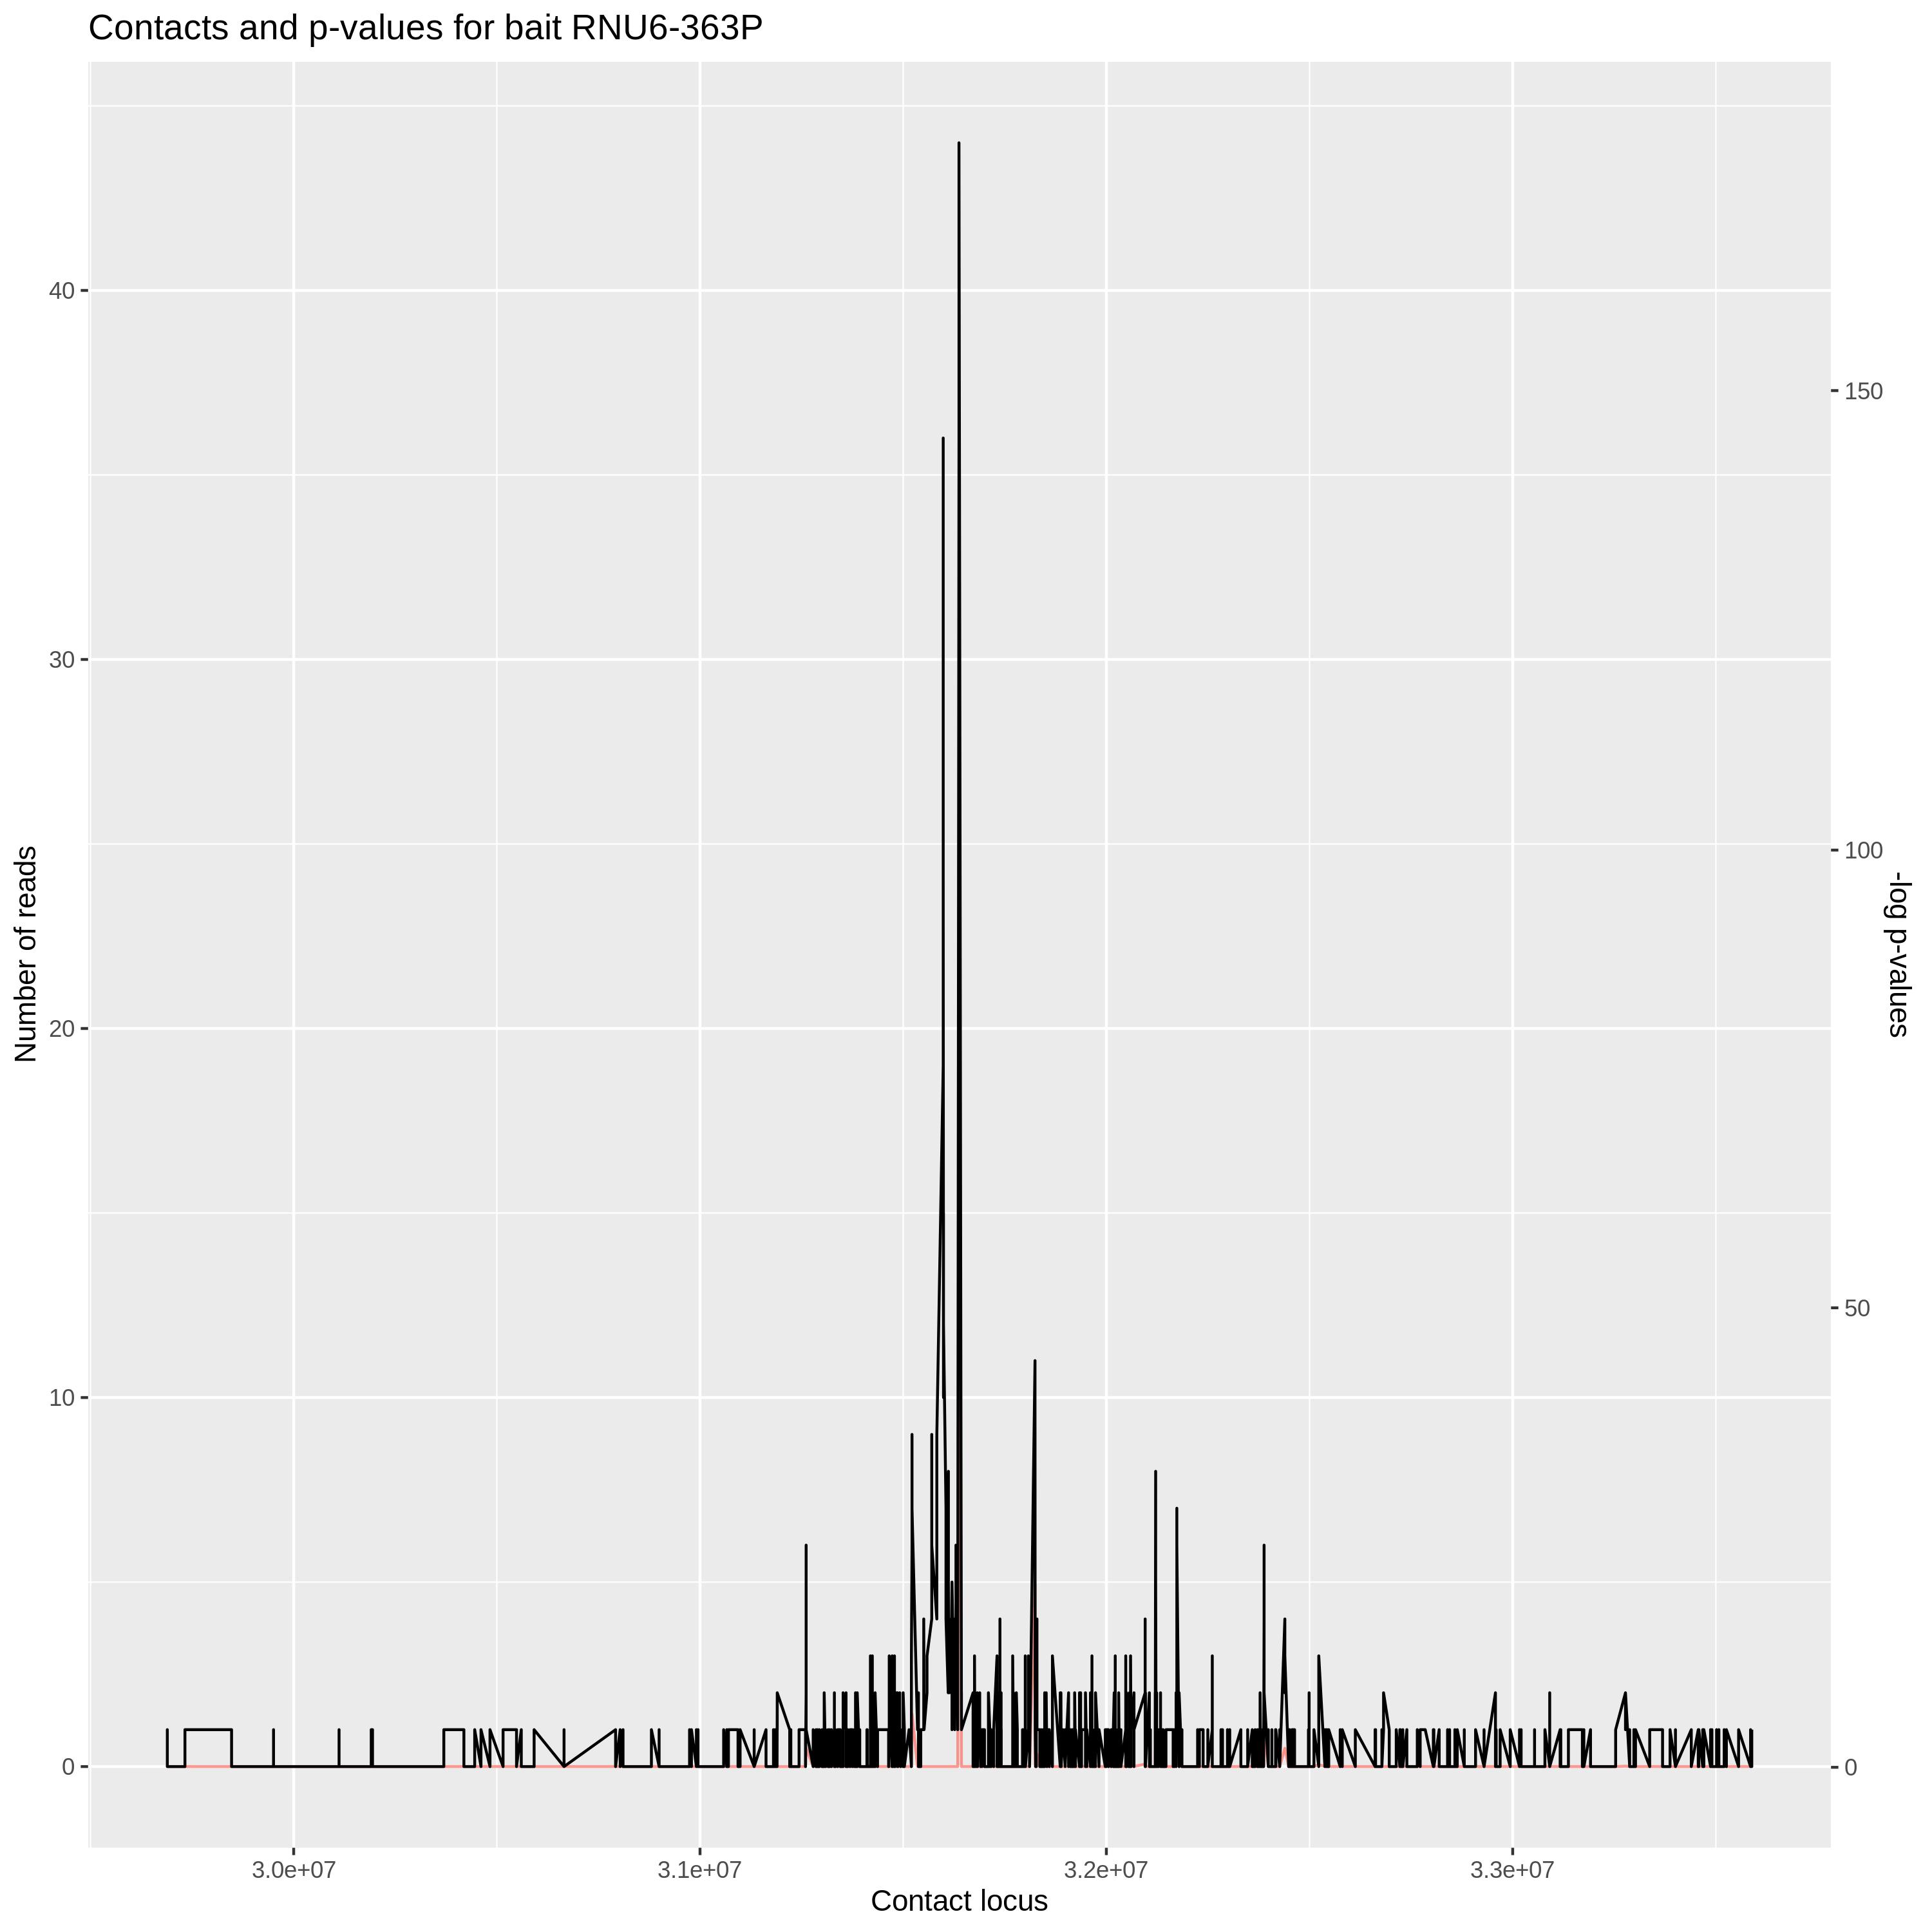 Contacts and p-values for bait RNU6-363P
40
30
20
10
0
Number of reads
150
100
50
0
-log p-values
3.0e+07
3.1e+07
3.2e+07
3.3e+07
Contact locus